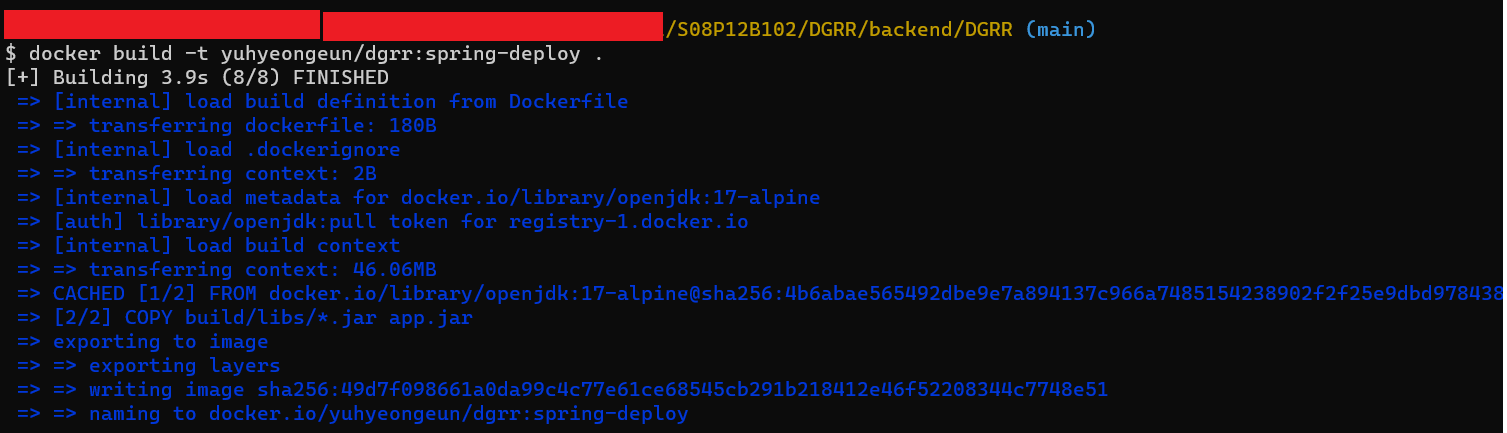 /S08P12B102/DGRR/backend/DGRR (main)
$ docker build -t yuhyeongeun/dgrr:spring-deploy .
[+] Building 3.9s (8/8) FINISHED
=> [internal] load build definition from Dockerfile
=> => transferring dockerfile: 180B
=> [internal] load .dockerignore
=> => transferring context: 2B
=> [internal] load metadata for docker.io/library/openjdk:17-alpine
=> [auth] library/openjdk:pull token for registry-1.docker.io
=> [internal] load build context
=> => transferring context: 46.06MB
=> CACHED [1/2] FROM docker.io/library/openjdk:17-alpine@sha256:4b6abae565492dbe9e7a894137c966a7485154238902f2f25e9dbd978438
=> [2/2] COPY build/libs/*.jar app.jar
=> exporting to image
=> => exporting layers
=> => writing image sha256:49d7f098661a0da99c4c77e61ce68545cb291b218412e46f52208344c7748e51
=> => naming to docker.io/yuhyeongeun/dgrr:spring-deploy